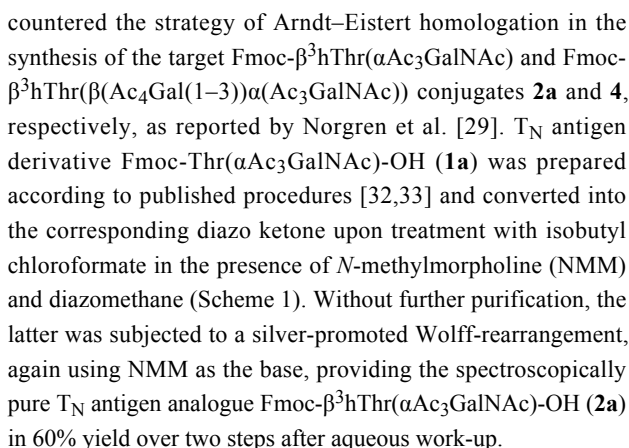 countered the strategy of Arndt–Eistert homologation in the
synthesis of the target Fmoc-β³hThr(αAc₃GalNAc) and Fmoc-
β³hThr(β(Ac₄Gal(1–3))α(Ac₃GalNAc)) conjugates 2a and 4,
respectively, as reported by Norgren et al. [29]. T_N antigen
derivative Fmoc-Thr(αAc₃GalNAc)-OH (1a) was prepared
according to published procedures [32,33] and converted into
the corresponding diazo ketone upon treatment with isobutyl
chloroformate in the presence of N-methylmorpholine (NMM)
and diazomethane (Scheme 1). Without further purification, the
latter was subjected to a silver-promoted Wolff-rearrangement,
again using NMM as the base, providing the spectroscopically
pure T_N antigen analogue Fmoc-β³hThr(αAc₃GalNAc)-OH (2a)
in 60% yield over two steps after aqueous work-up.